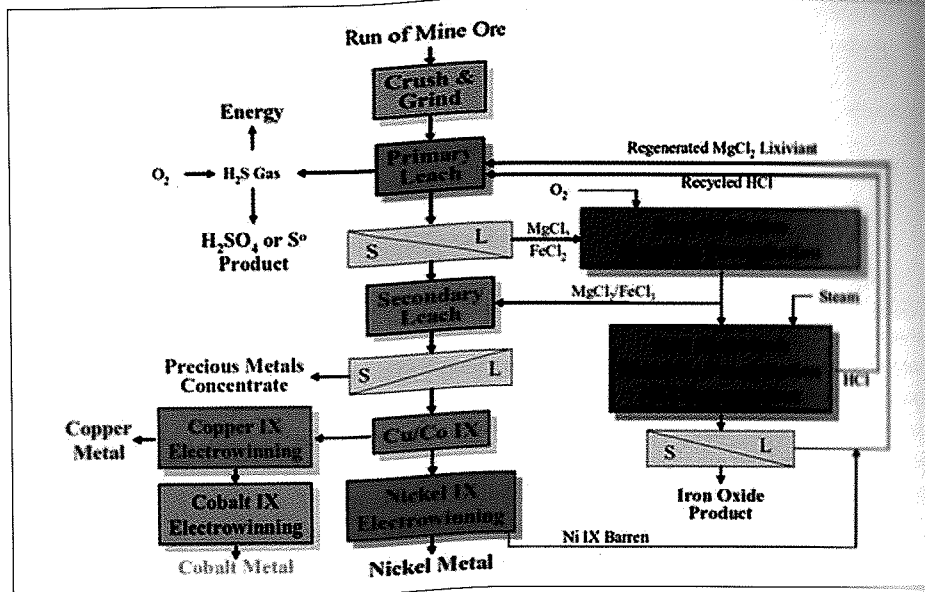 Run of Mine Ore
Crush &
Grind
Energy
Primary
Leach
Regenerated MgCl₂ Lixiviant
O₂
H₂S Gas
Recycled HCl
O₂
H₂SO₄ or Sº
Product
S
L
MgCl₂
FeCl₂
Secondary
Leach
MgCl₂/FeCl₃
Steam
Precious Metals
Concentrate
S
L
HCl
Copper
Metal
Copper IX
Electrowinning
Cu/Co IX
S
L
Cobalt IX
Electrowinning
Nickel IX
Electrowinning
Iron Oxide
Product
Ni IX Barren
Cobalt Metal
Nickel Metal